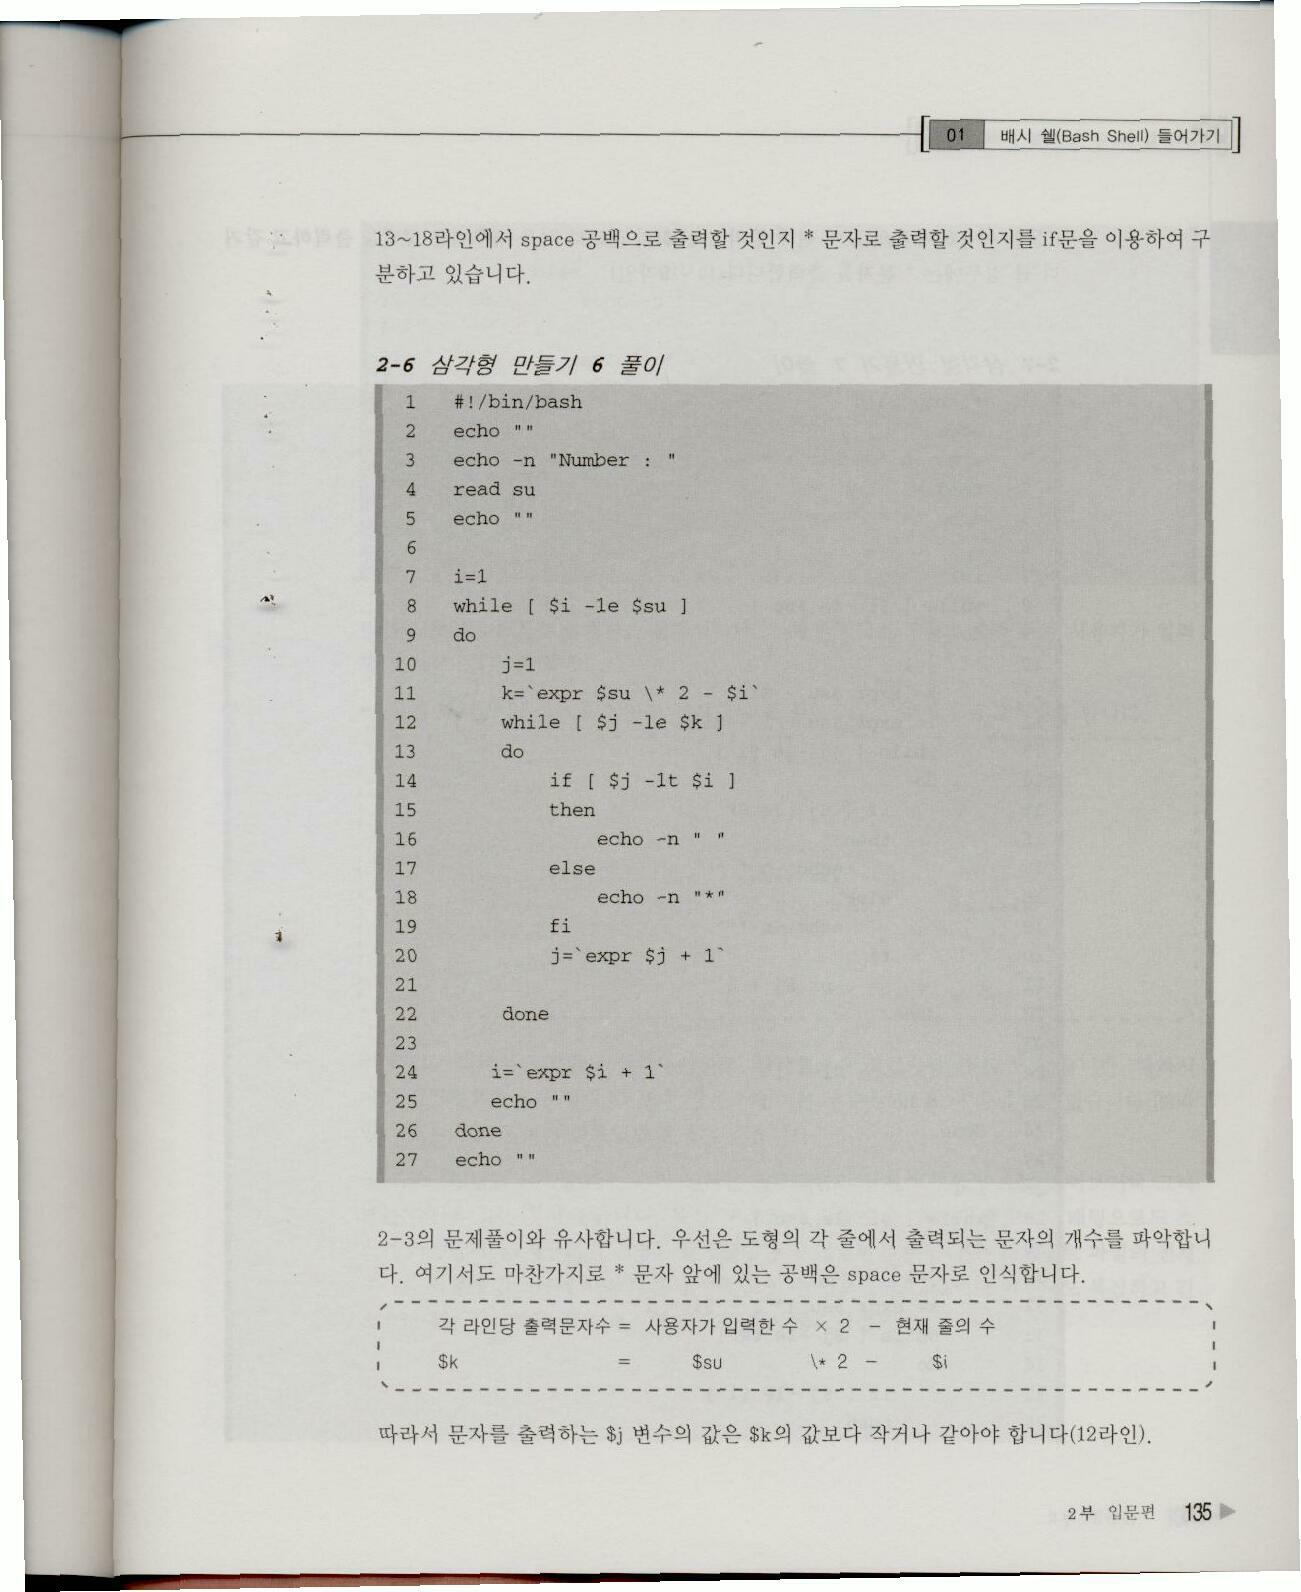 01 배시 쉘(Bash Shell) 들어가기
13~18라인에서 space 공백으로 출력할 것인지 * 문자로 출력할 것인지를 if문을 이용하여 구
분하고 있습니다.
2-6 삼각형 만들기 6 풀이
1 #!/bin/bash
2 echo ""
3 echo -n "Number : "
4 read su
5 echo ""
6
7 i=1
8 while [ $i -le $su ]
9 do
10 j=1
11 k=`expr $su \* 2 - $i`
12 while [ $j -le $k ]
13 do
14 if [ $j -lt $i ]
15 then
16 echo -n " "
17 else
18 echo -n "*"
19 fi
20 j=`expr $j + 1`
21
22 done
23
24 i=`expr $i + 1`
25 echo ""
26 done
27 echo ""
2-3의 문제풀이와 유사합니다. 우선은 도형의 각 줄에서 출력되는 문자의 개수를 파악합니
다. 여기서도 마찬가지로 * 문자 앞에 있는 공백은 space 문자로 인식합니다.
각 라인당 출력문자수 = 사용자가 입력한 수 × 2 - 현재 줄의 수
$k = $su \* 2 - $i
따라서 문자를 출력하는 $j 변수의 값은 $k의 값보다 작거나 같아야 합니다(12라인).
2부 입문편 135